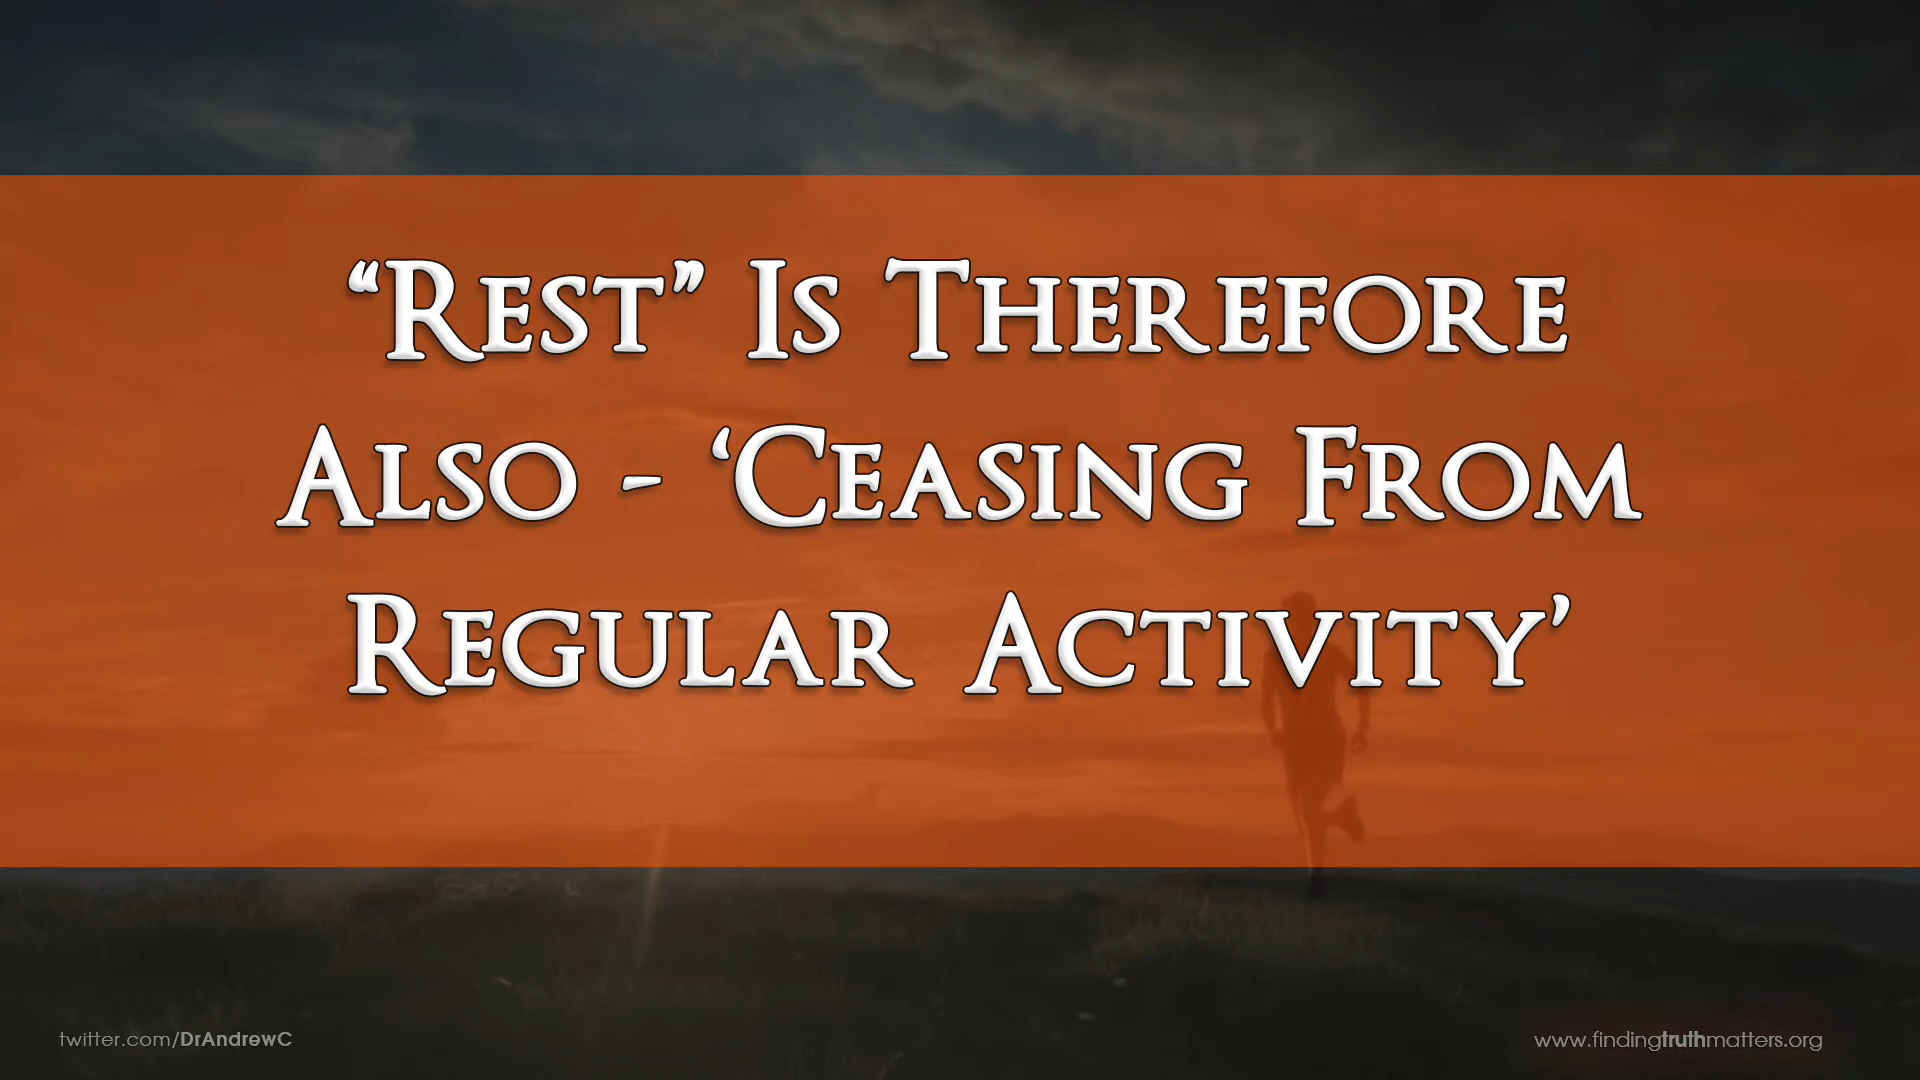 “Rest” Is Therefore
Also - ‘Ceasing From
Regular Activity’
twitter.com/DrAndrewC
www.findingtruthmatters.org